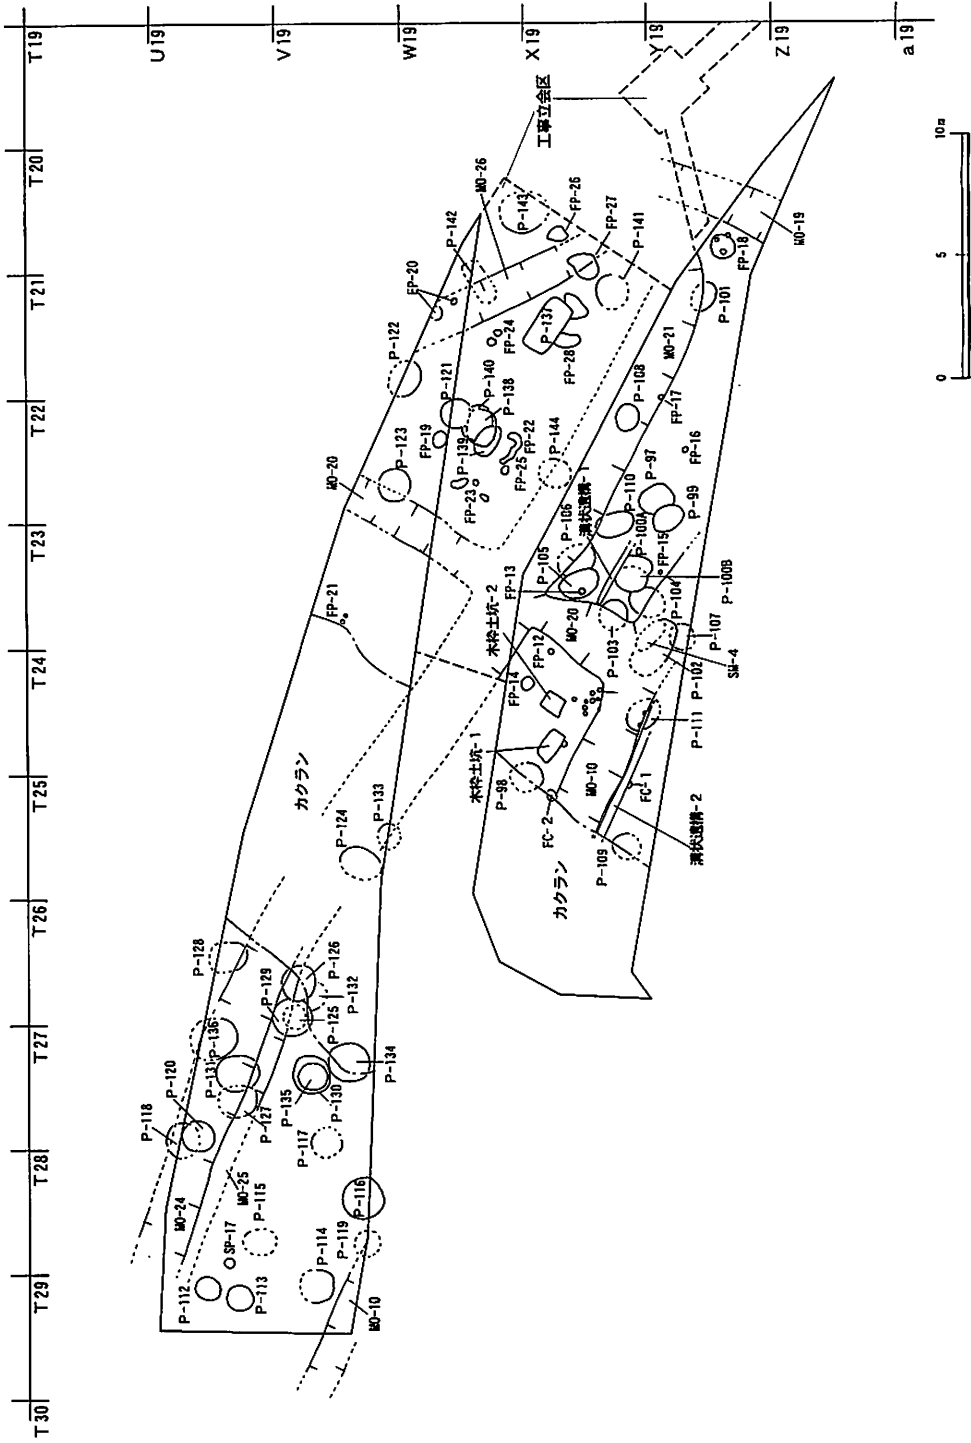 T19
U19
V19
W19
X19
Y19
Z19
a19
T20
T21
T22
T23
T24
T25
T26
T27
T28
T29
T30
工事立会区
MO-26
P-142
P-143
FP-26
FP-27
P-141
FP-20
P-122
P-121
FP-24
P-137
FP-28
P-140
P-138
P-139
FP-19
P-123
FP-22
FP-25
FP-23
P-144
MO-20
FP-21
カクラン
MO-19
FP-18
P-101
MO-21
P-108
FP-17
FP-16
P-97
P-99
P-110
溝状遺構-1
P-106
P-100A
FP-15
P-100B
P-105
FP-13
木枠土坑-2
MO-20
P-104
P-107
P-103
SM-4
P-102
FP-12
FP-14
P-111
木枠土坑-1
P-98
MO-10
FC-1
FC-2
溝状遺構-2
P-109
カクラン
P-133
P-124
P-128
P-129
P-126
P-132
P-125
P-136
P-131
P-134
P-120
P-118
P-127
P-135
P-130
P-117
MO-24
MO-25
P-115
P-116
SP-17
P-114
P-119
P-112
P-113
MO-10
0
5
10m